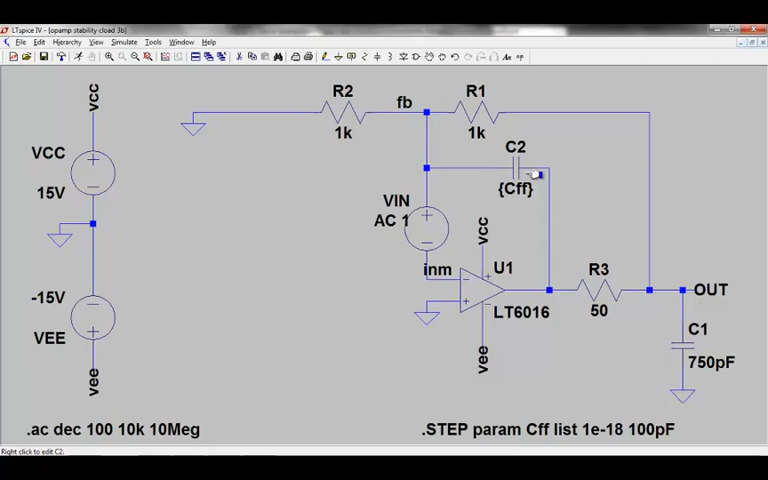 LTspice IV - [opamp stability cload 3b]
File Edit Hierarchy View Simulate Tools Window Help
vcc
R2
fb
R1
1k
1k
VCC
15V
C2
{Cff}
VIN
AC 1
vcc
inm
U1
R3
50
OUT
-15V
VEE
LT6016
C1
750pF
vee
vee
.ac dec 100 10k 10Meg
.STEP param Cff list 1e-18 100pF
Right click to edit C2.